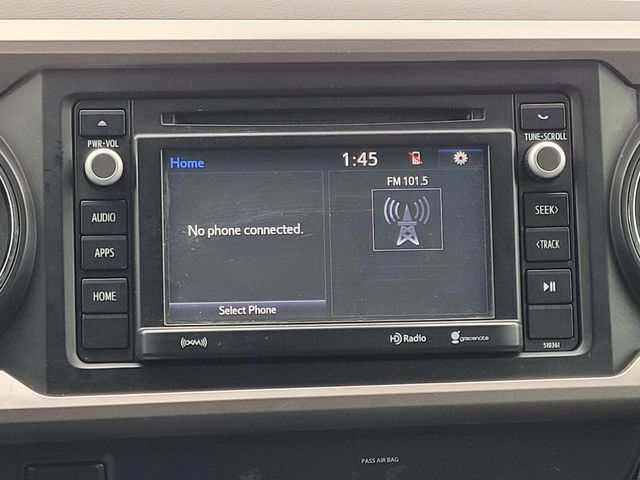 PWR•VOL
AUDIO
APPS
HOME
Home
1:45
No phone connected.
Select Phone
FM 101.5
TUNE•SCROLL
SEEK>
<TRACK
510361
((XM))
HD Radio
gracenote
PASS AIR BAG